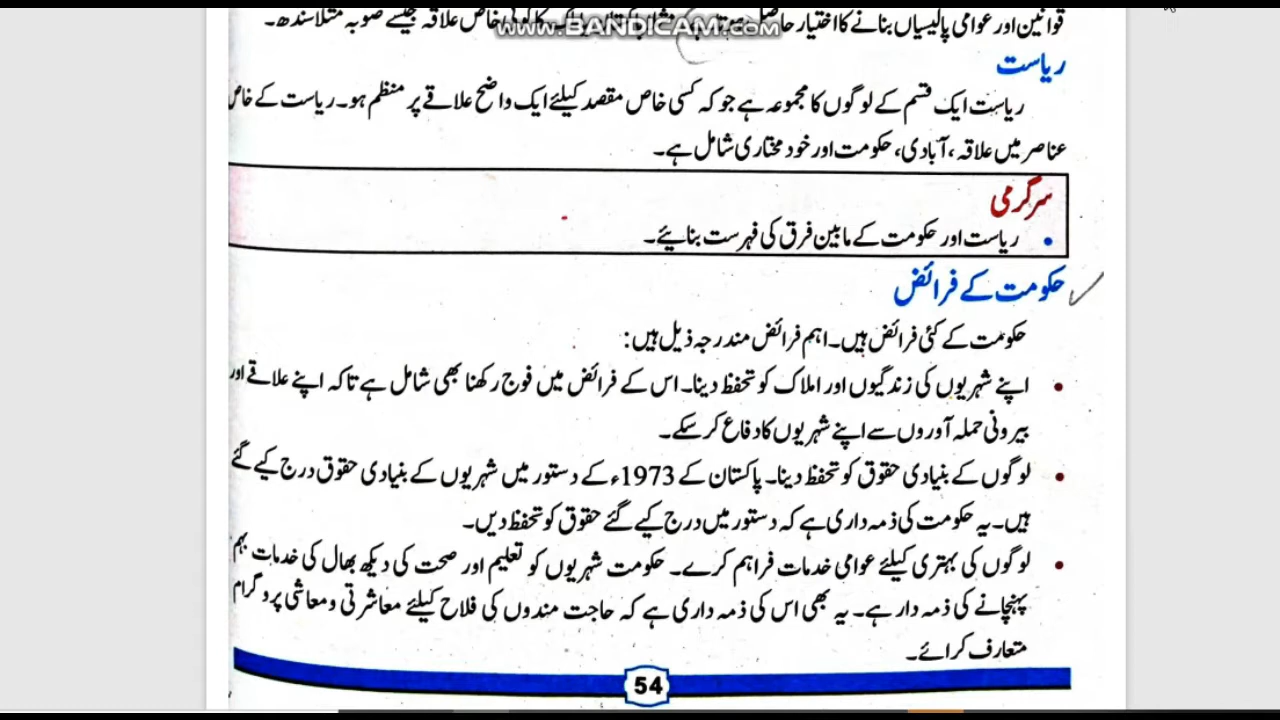 قوانین اور عوامی پالیسیاں بنانے کا اختیار حاصل ہوتا خاص علاقہ جیسے صوبہ مثلاً سندھ۔
WWW.BANDICAM.COM
ریاست
ریاست ایک قسم کے لوگوں کا مجموعہ ہے جو کہ کسی خاص مقصد کیلئے ایک واضح علاقے پر منظم ہو۔ ریاست کے خاص
عناصر میں علاقہ، آبادی، حکومت اور خود مختاری شامل ہے۔
سرگرمی
• ریاست اور حکومت کے مابین فرق کی فہرست بنائیے۔
حکومت کے فرائض
حکومت کے کئی فرائض ہیں۔ اہم فرائض مندرجہ ذیل ہیں:
• اپنے شہریوں کی زندگیوں اور املاک کو تحفظ دینا۔ اس کے فرائض میں فوج رکھنا بھی شامل ہے تاکہ اپنے علاقے اور
بیرونی حملہ آوروں سے اپنے شہریوں کا دفاع کر سکے۔
• لوگوں کے بنیادی حقوق کو تحفظ دینا۔ پاکستان کے 1973ء کے دستور میں شہریوں کے بنیادی حقوق درج کیے گئے
ہیں۔ یہ حکومت کی ذمہ داری ہے کہ دستور میں درج کیے گئے حقوق کو تحفظ دیں۔
• لوگوں کی بہتری کیلئے عوامی خدمات فراہم کرے۔ حکومت شہریوں کو تعلیم اور صحت کی دیکھ بھال کی خدمات بہم
پہنچانے کی ذمہ دار ہے۔ یہ بھی اس کی ذمہ داری ہے کہ حاجت مندوں کی فلاح کیلئے معاشرتی و معاشی پروگرام
متعارف کرائے۔
54